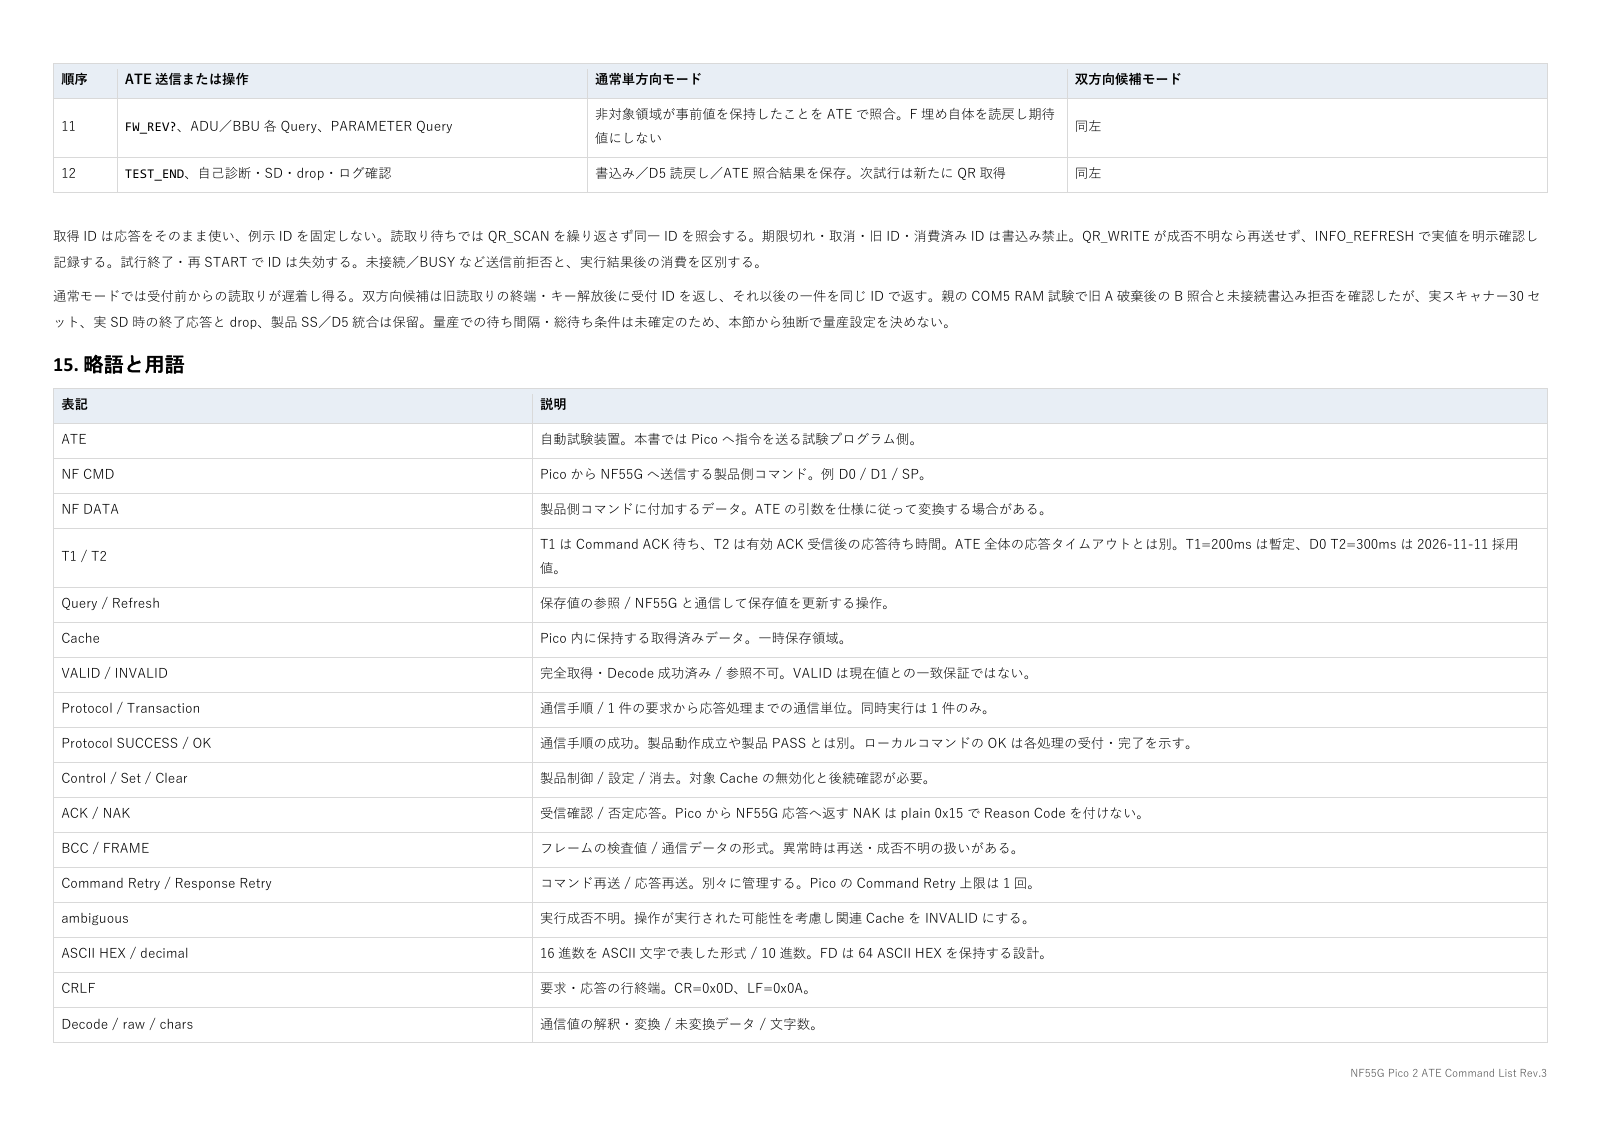 順序 ATE 送信または操作 通常単方向モード 双方向候補モード
11 FW_REV?、ADU／BBU 各 Query、PARAMETER Query 非対象領域が事前値を保持したことを ATE で照合。F 埋め自体を読戻し期待 同左
値にしない
12 TEST_END、自己診断・SD・drop・ログ確認 書込み／D5 読戻し／ATE 照合結果を保存。次試行は新たに QR 取得 同左
取得 ID は応答をそのまま使い、例示 ID を固定しない。読取り待ちでは QR_SCAN を繰り返さず同一 ID を照会する。期限切れ・取消・旧 ID・消費済み ID は書込み禁止。QR_WRITE が成否不明なら再送せず、INFO_REFRESH で実値を明示確認し
記録する。試行終了・再 START で ID は失効する。未接続／BUSY など送信前拒否と、実行結果後の消費を区別する。
通常モードでは受付前からの読取りが遅着し得る。双方向候補は旧読取りの終端・キー解放後に受付 ID を返し、それ以後の一件を同じ ID で返す。親の COM5 RAM 試験で旧 A 破棄後の B 照合と未接続書込み拒否を確認したが、実スキャナー30 セ
ット、実 SD 時の終了応答と drop、製品 SS／D5 統合は保留。量産での待ち間隔・総待ち条件は未確定のため、本節から独断で量産設定を決めない。
15. 略語と用語
表記 説明
ATE 自動試験装置。本書では Pico へ指令を送る試験プログラム側。
NF CMD Pico から NF55G へ送信する製品側コマンド。例 D0 / D1 / SP。
NF DATA 製品側コマンドに付加するデータ。ATE の引数を仕様に従って変換する場合がある。
T1 / T2 T1 は Command ACK 待ち、T2 は有効 ACK 受信後の応答待ち時間。ATE 全体の応答タイムアウトとは別。T1=200ms は暫定、D0 T2=300ms は 2026-11-11 採用
値。
Query / Refresh 保存値の参照 / NF55G と通信して保存値を更新する操作。
Cache Pico 内に保持する取得済みデータ。一時保存領域。
VALID / INVALID 完全取得・Decode 成功済み / 参照不可。VALID は現在値との一致保証ではない。
Protocol / Transaction 通信手順 / 1 件の要求から応答処理までの通信単位。同時実行は 1 件のみ。
Protocol SUCCESS / OK 通信手順の成功。製品動作成立や製品 PASS とは別。ローカルコマンドの OK は各処理の受付・完了を示す。
Control / Set / Clear 製品制御 / 設定 / 消去。対象 Cache の無効化と後続確認が必要。
ACK / NAK 受信確認 / 否定応答。Pico から NF55G 応答へ返す NAK は plain 0x15 で Reason Code を付けない。
BCC / FRAME フレームの検査値 / 通信データの形式。異常時は再送・成否不明の扱いがある。
Command Retry / Response Retry コマンド再送 / 応答再送。別々に管理する。Pico の Command Retry 上限は 1 回。
ambiguous 実行成否不明。操作が実行された可能性を考慮し関連 Cache を INVALID にする。
ASCII HEX / decimal 16 進数を ASCII 文字で表した形式 / 10 進数。FD は 64 ASCII HEX を保持する設計。
CRLF 要求・応答の行終端。CR=0x0D、LF=0x0A。
Decode / raw / chars 通信値の解釈・変換 / 未変換データ / 文字数。
NF55G Pico 2 ATE Command List Rev.3